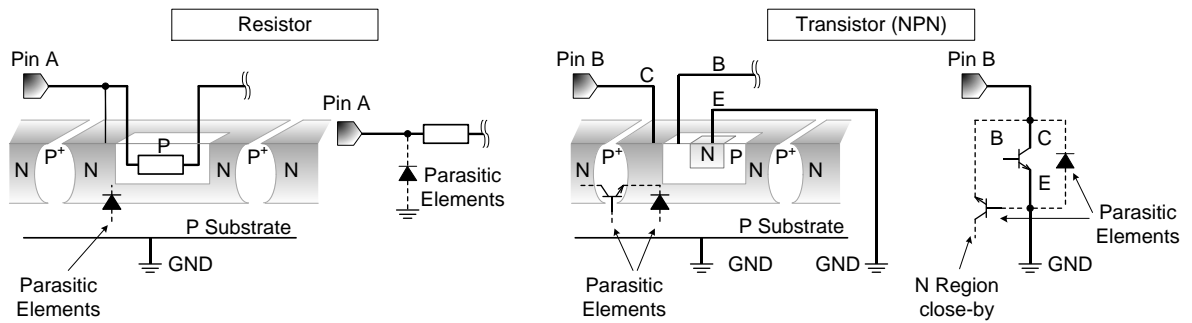 Resistor
Transistor (NPN)
Pin A
Pin A
N
P+
N
P
N
P+
N
Parasitic
Elements
P Substrate
GND
Parasitic
Elements
Pin B
C
B
E
N
P+
N
N
P
P+
N
P Substrate
GND
GND
Parasitic
Elements
Pin B
B
C
E
Parasitic
Elements
GND
N Region
close-by